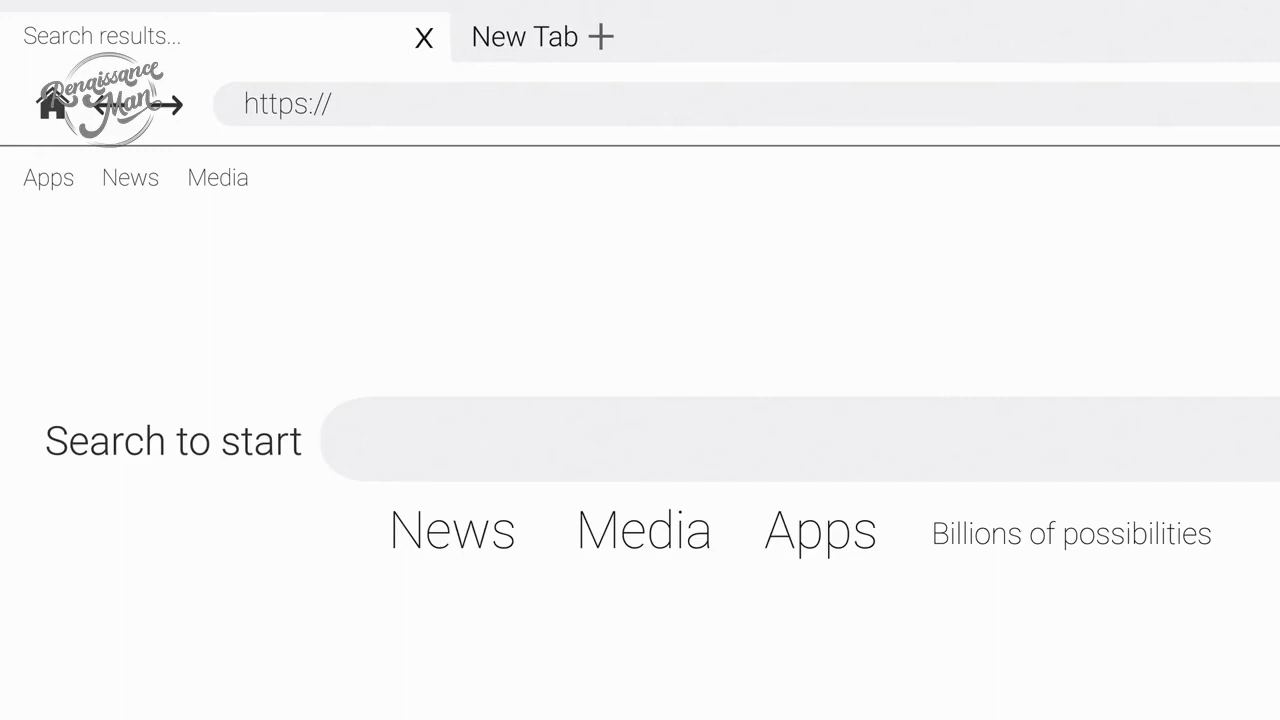 Search results...
X
New Tab +
Renaissance
Man
https://
Apps News Media
Search to start
News Media Apps Billions of possibilities